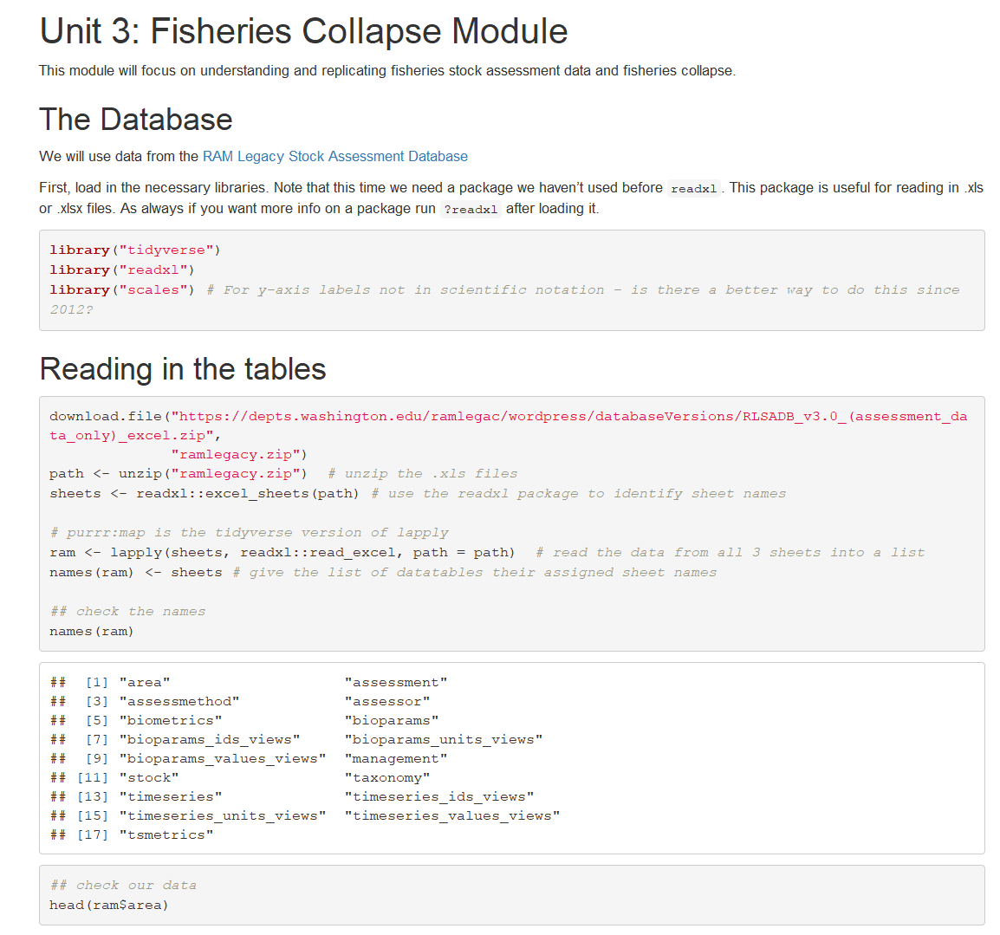 Unit 3: Fisheries Collapse Module
This module will focus on understanding and replicating fisheries stock assessment data and fisheries collapse.
The Database
We will use data from the RAM Legacy Stock Assessment Database
First, load in the necessary libraries. Note that this time we need a package we haven’t used before readxl. This package is useful for reading in .xls
or .xlsx files. As always if you want more info on a package run ?readxl after loading it.
library("tidyverse")
library("readxl")
library("scales") # For y-axis labels not in scientific notation - is there a better way to do this since
2012?
Reading in the tables
download.file("https://depts.washington.edu/ramlegac/wordpress/databaseVersions/RLSADB_v3.0_(assessment_da
ta_only)_excel.zip",
              "ramlegacy.zip")
path <- unzip("ramlegacy.zip")  # unzip the .xls files
sheets <- readxl::excel_sheets(path) # use the readxl package to identify sheet names
# purrr:map is the tidyverse version of lapply
ram <- lapply(sheets, readxl::read_excel, path = path)  # read the data from all 3 sheets into a list
names(ram) <- sheets # give the list of datatables their assigned sheet names
## check the names
names(ram)
##  [1] "area"                    "assessment"
##  [3] "assessmethod"            "assessor"
##  [5] "biometrics"              "bioparams"
##  [7] "bioparams_ids_views"     "bioparams_units_views"
##  [9] "bioparams_values_views"  "management"
## [11] "stock"                   "taxonomy"
## [13] "timeseries"              "timeseries_ids_views"
## [15] "timeseries_units_views"  "timeseries_values_views"
## [17] "tsmetrics"
## check our data
head(ram$area)